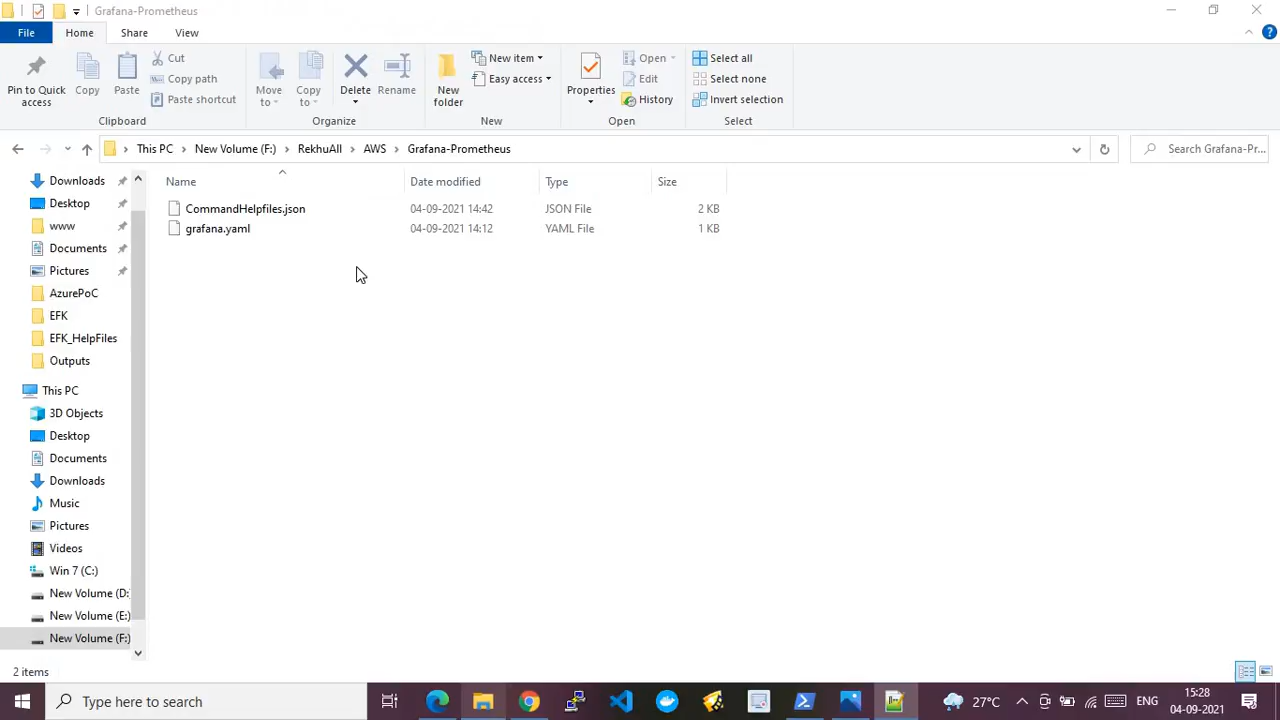 Grafana-Prometheus
File Home Share View
Pin to Quick access
Copy
Paste
Cut
Copy path
Paste shortcut
Clipboard
Move to
Copy to
Delete
Rename
Organize
New folder
New item
Easy access
New
Properties
Open
Edit
History
Open
Select all
Select none
Invert selection
Select
This PC New Volume (F:) RekhuAll AWS Grafana-Prometheus
Search Grafana-Pr...
Downloads
Desktop
www
Documents
Pictures
AzurePoC
EFK
EFK_HelpFiles
Outputs
This PC
3D Objects
Desktop
Documents
Downloads
Music
Pictures
Videos
Win 7 (C:)
New Volume (D:
New Volume (E:)
New Volume (F:)
Name Date modified Type Size
CommandHelpfiles.json 04-09-2021 14:42 JSON File 2 KB
grafana.yaml 04-09-2021 14:12 YAML File 1 KB
2 items
Type here to search
27°C
ENG
15:28
04-09-2021